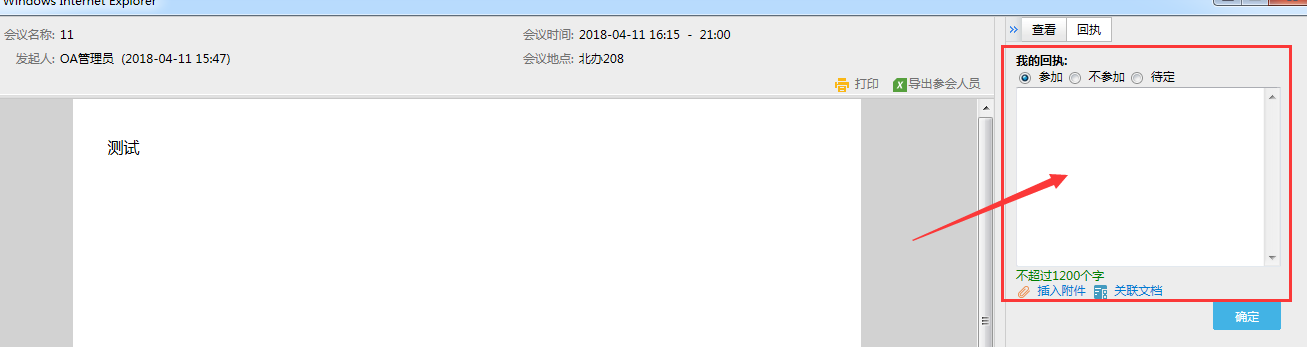 Windows Internet Explorer
会议名称: 11
会议时间: 2018-04-11 16:15 - 21:00
发起人: OA管理员 (2018-04-11 15:47)
会议地点: 北办208
打印 导出参会人员
测试
» 查看 回执
我的回执:
参加 不参加 待定
不超过1200个字
插入附件 关联文档
确定